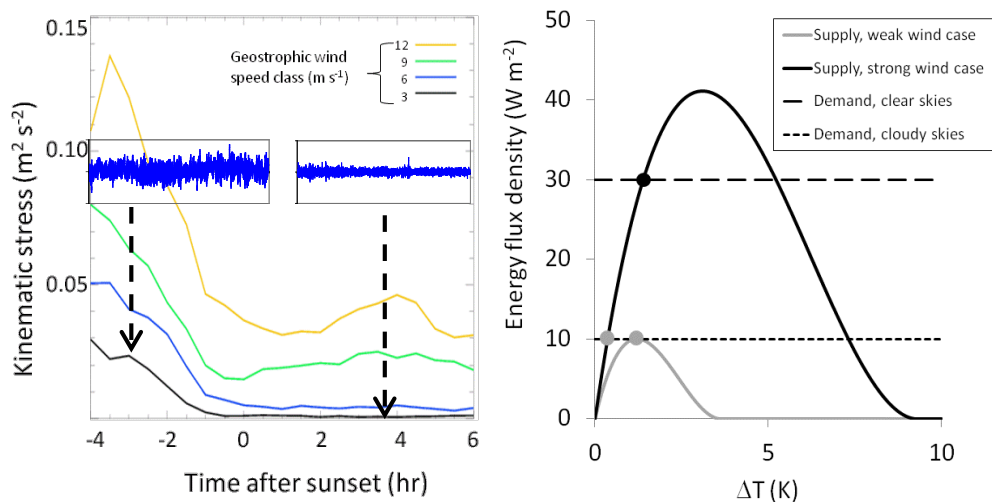 0.15
0.10
0.05
Kinematic stress (m² s⁻²)
Geostrophic wind
speed class (m s⁻¹)
12
9
6
3
-4 -2 0 2 4 6
Time after sunset (hr)
50
40
30
20
10
0
Energy flux density (W m⁻²)
Supply, weak wind case
Supply, strong wind case
Demand, clear skies
Demand, cloudy skies
0 5 10
ΔT (K)